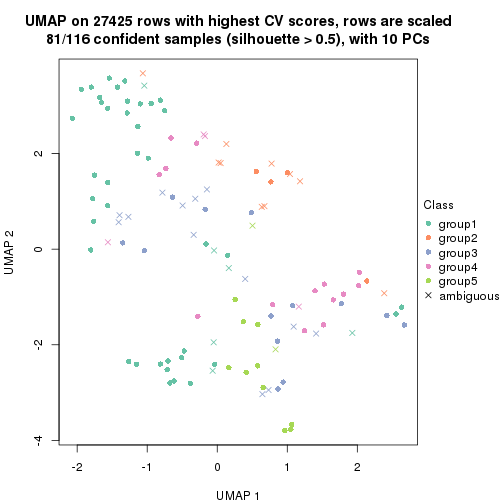 UMAP on 27425 rows with highest CV scores, rows are scaled
81/116 confident samples (silhouette > 0.5), with 10 PCs
UMAP 2
2
0
-2
-4
-2
-1
0
1
2
UMAP 1
Class
group1
group2
group3
group4
group5
ambiguous